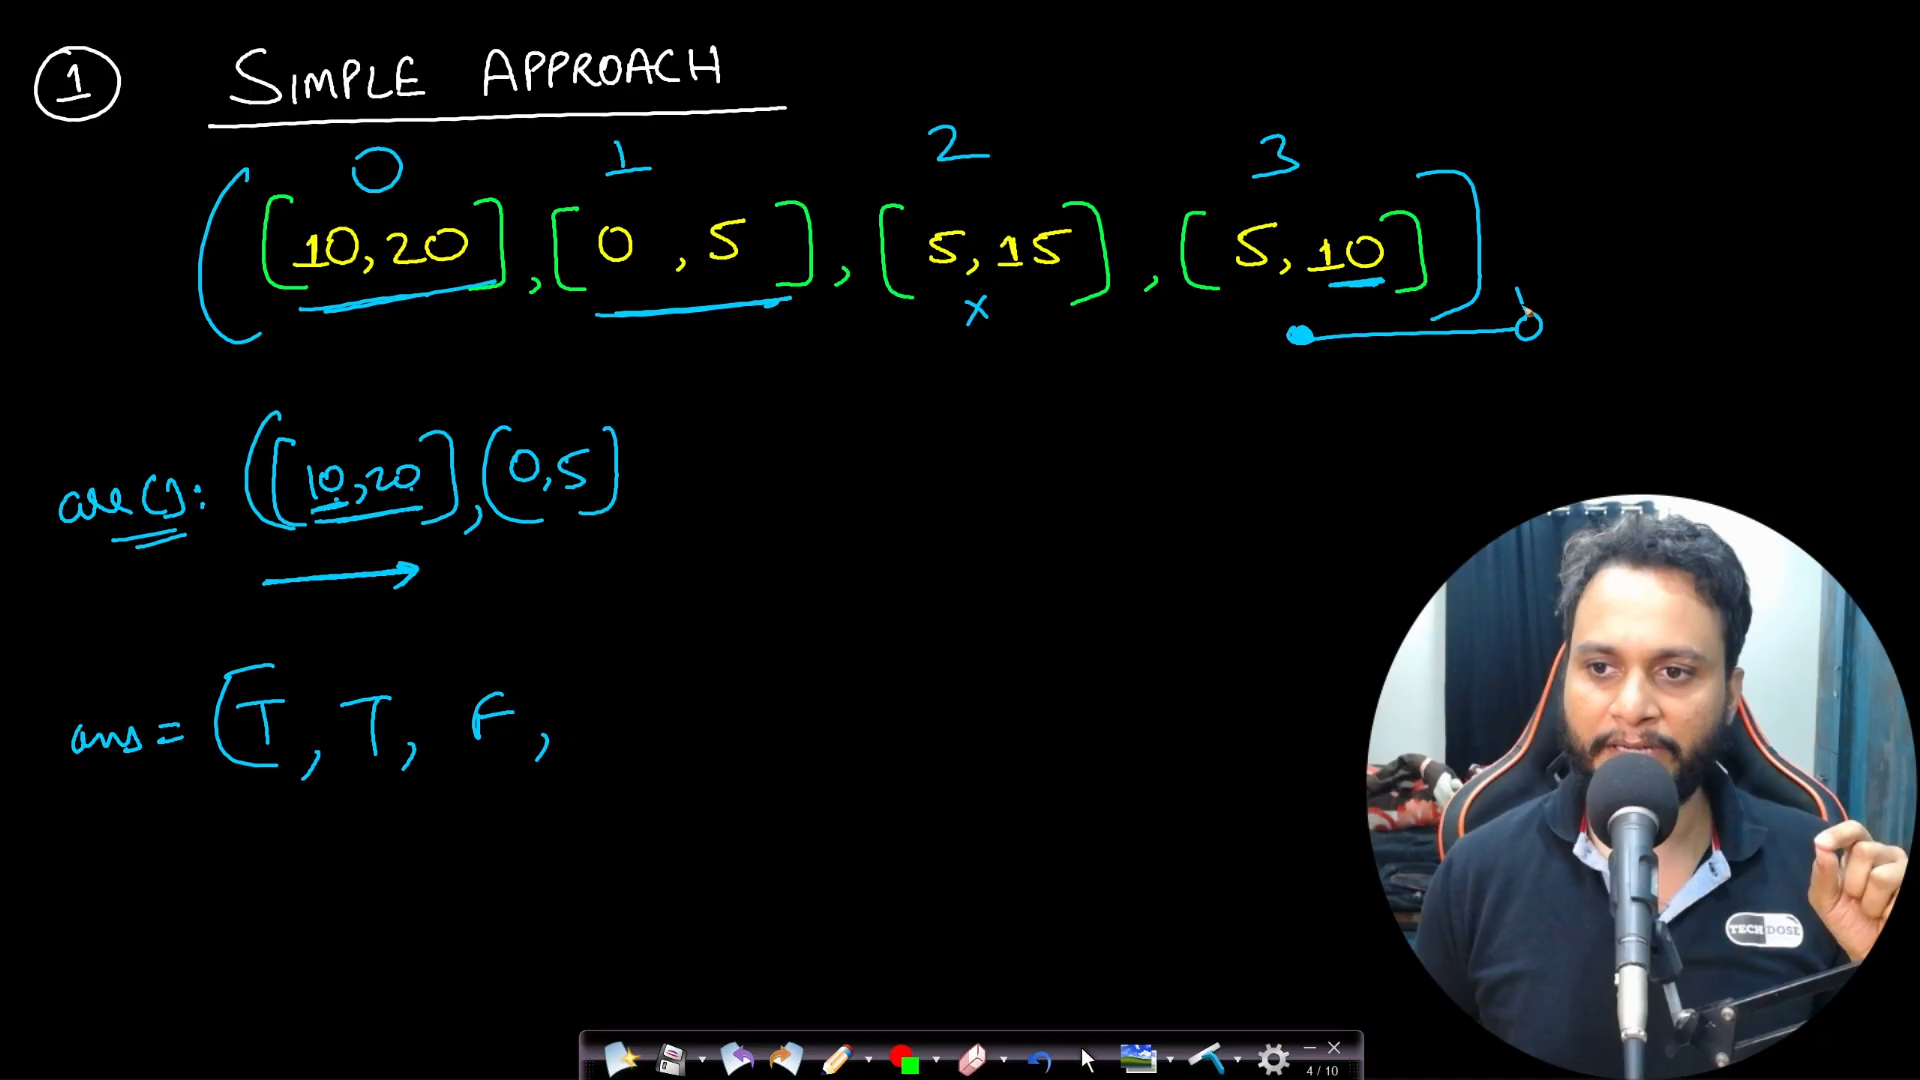 1 SIMPLE APPROACH
0 1 2 3
([10,20], [0, 5], [5,15], [5,10]]
x
arr[]: ([10,20], [0,5]
ans = [T, T, F,
TECH DOSE
4 / 10